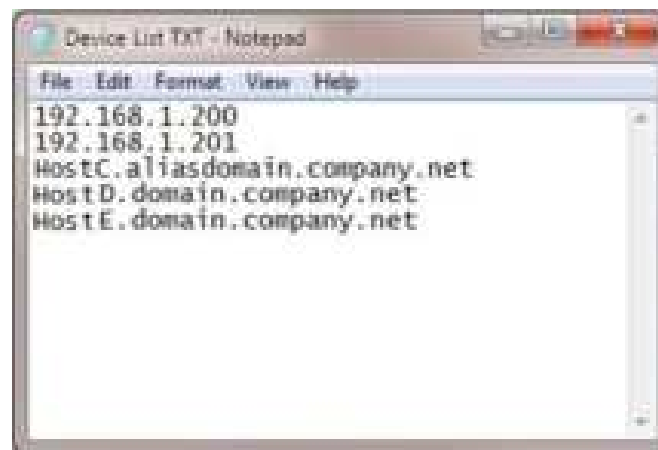 Device List TXT - Notepad
File Edit Format View Help
192.168.1.200
192.168.1.201
HostC.aliasdomain.company.net
HostD.domain.company.net
HostE.domain.company.net